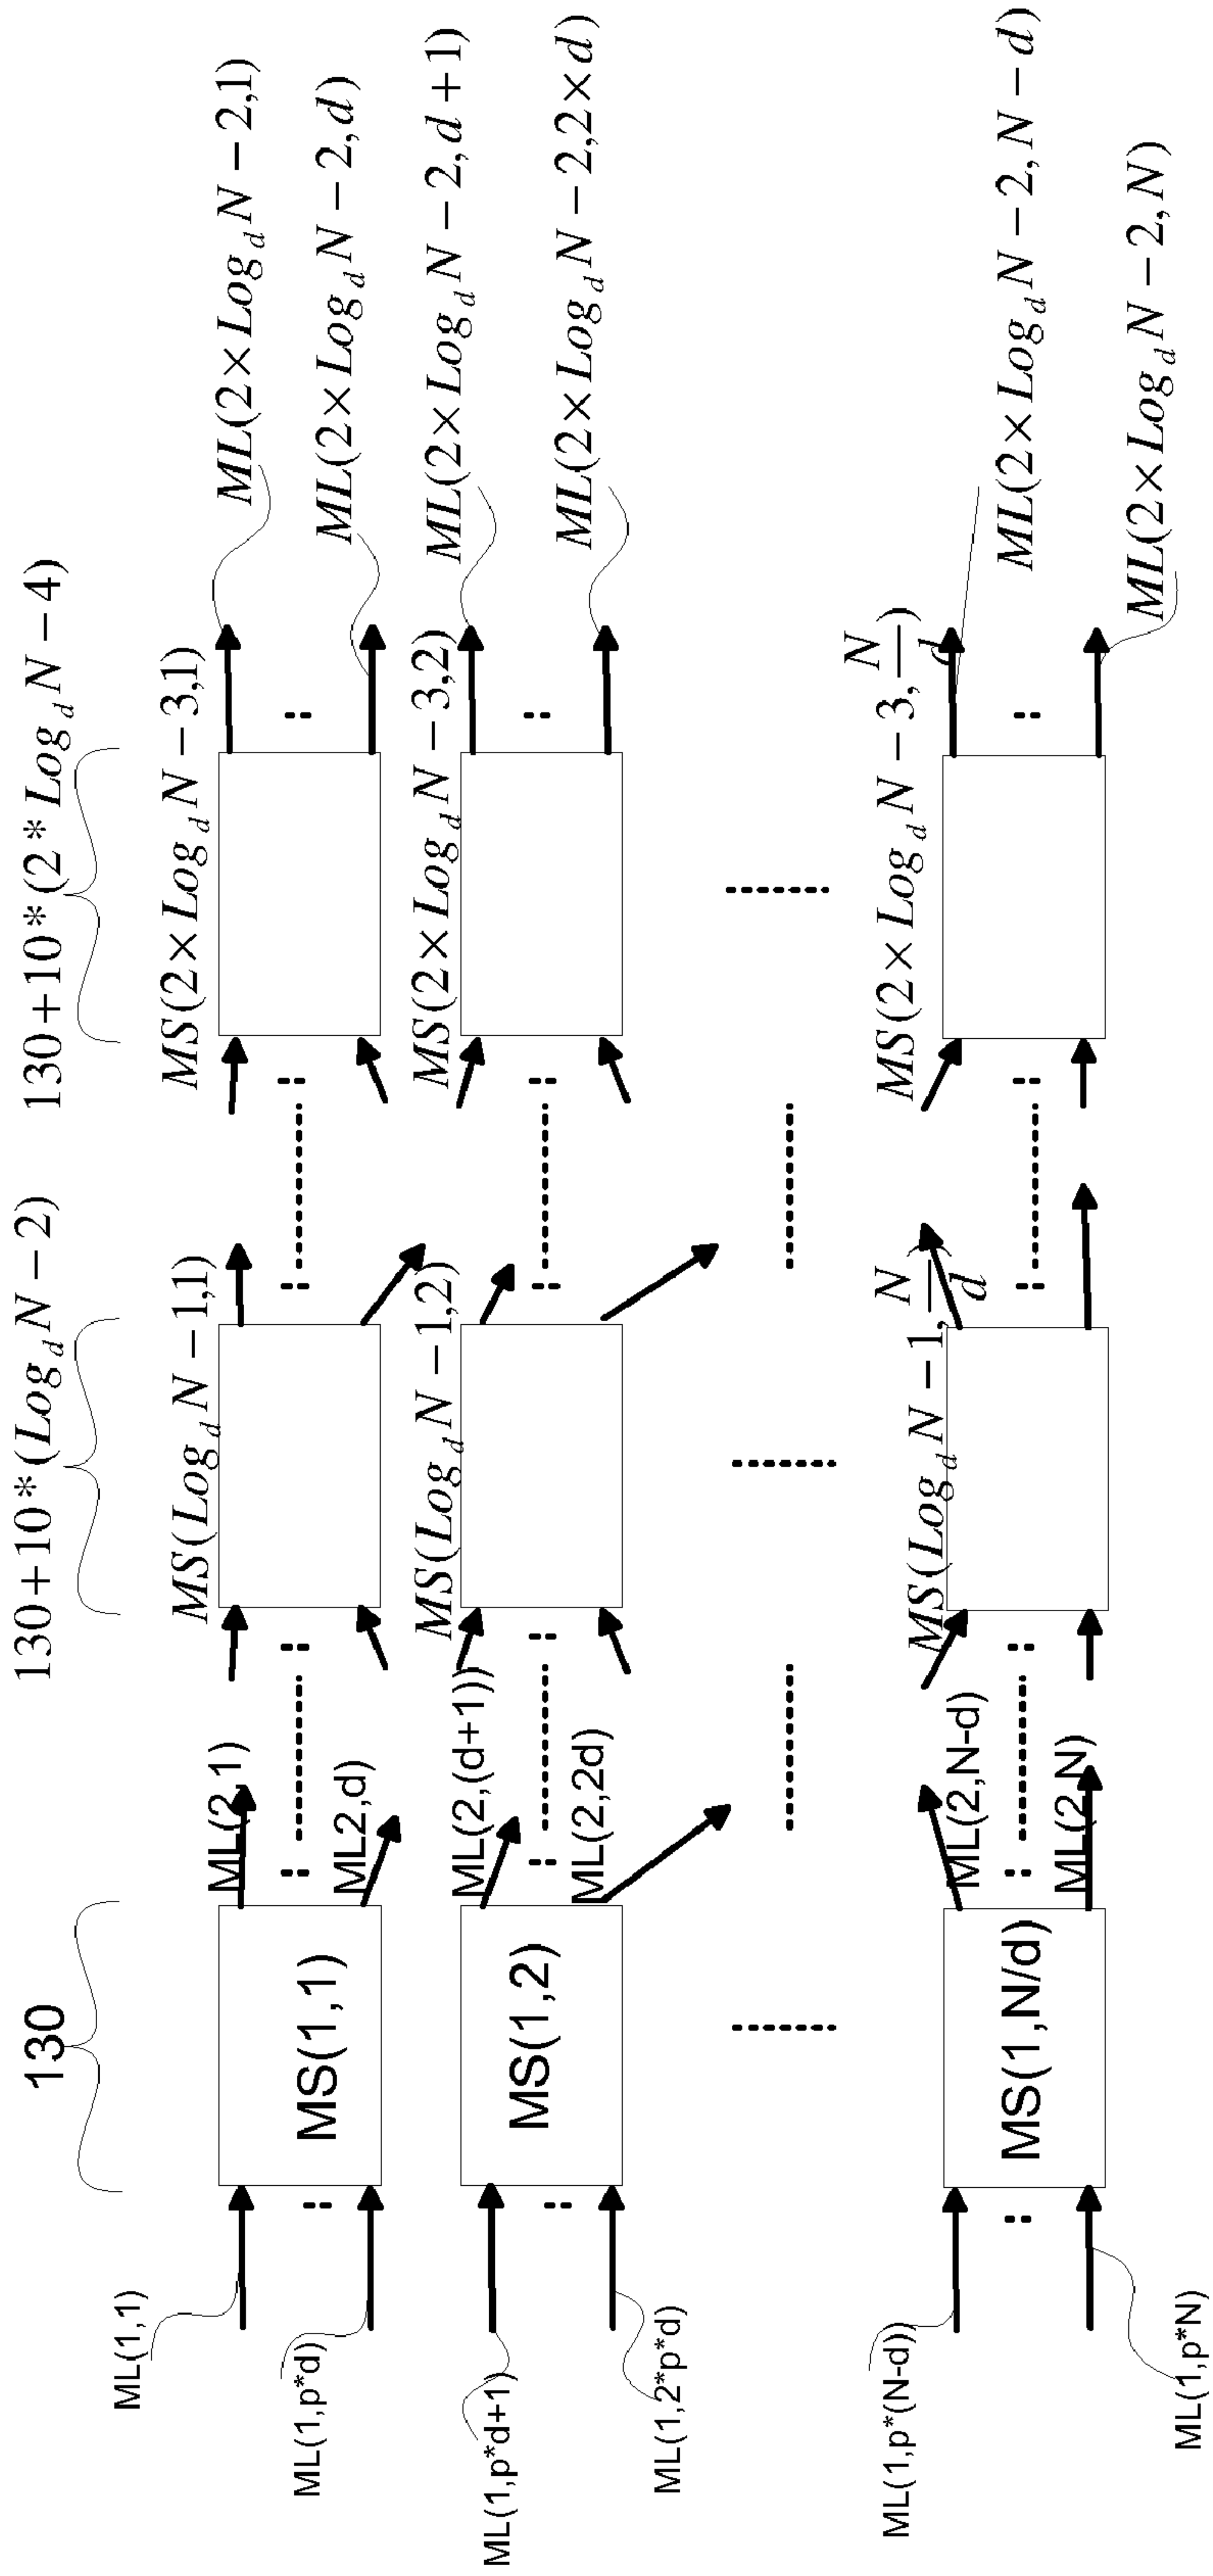 130
130+10*(Log_d N−2)
130+10*(2*Log_d N−4)
ML(1,1)
ML(1,p*d)
MS(1,1)
ML(2,1)
ML2,d)
MS(Log_d N−1,1)
MS(2×Log_d N−3,1)
ML(2×Log_d N−2,1)
ML(2×Log_d N−2,d)
ML(1,p*d+1)
ML(1,2*p*d)
MS(1,2)
ML(2,(d+1))
ML(2,2d)
MS(Log_d N−1,2)
MS(2×Log_d N−3,2)
ML(2×Log_d N−2,d+1)
ML(2×Log_d N−2,2×d)
ML(1,p*(N-d))
ML(1,p*N)
MS(1,N/d)
ML(2,N-d)
ML(2,N)
MS(Log_d N−1,N/d)
MS(2×Log_d N−3,N/d)
ML(2×Log_d N−2,N−d)
ML(2×Log_d N−2,N)